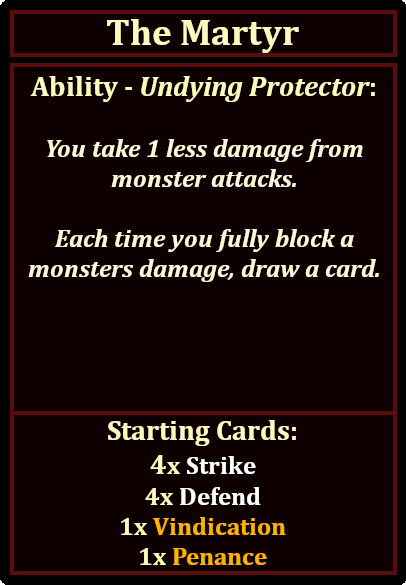 The Martyr
Ability - Undying Protector:
You take 1 less damage from
monster attacks.
Each time you fully block a
monsters damage, draw a card.
Starting Cards:
4x Strike
4x Defend
1x Vindication
1x Penance